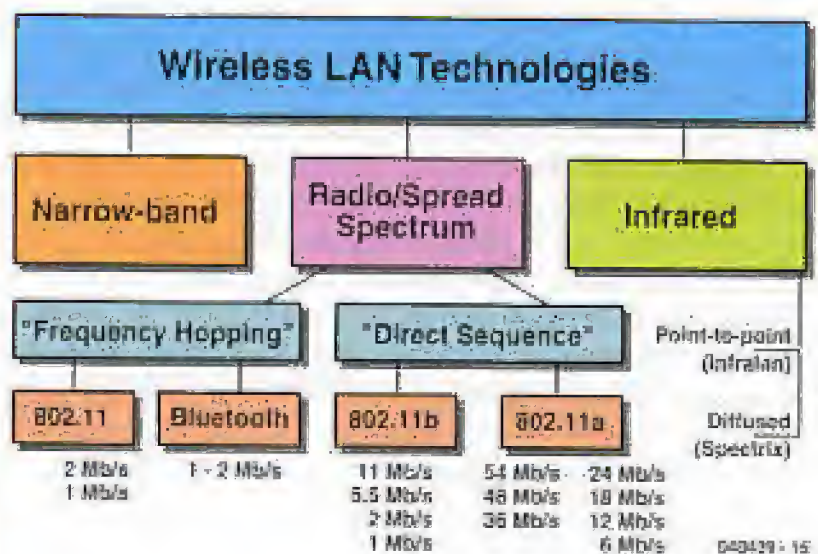 Wireless LAN Technologies
Narrow-band
Radio/Spread
Spectrum
Infrared
"Frequency Hopping"
"Direct Sequence"
Point-to-point
(Infralan)
802.11
Bluetooth
802.11b
802.11a
Diffused
(Spectrix)
2 Mb/s
1 Mb/s
1 - 2 Mb/s
11 Mb/s
5.5 Mb/s
2 Mb/s
1 Mb/s
54 Mb/s
48 Mb/s
36 Mb/s
24 Mb/s
18 Mb/s
12 Mb/s
6 Mb/s